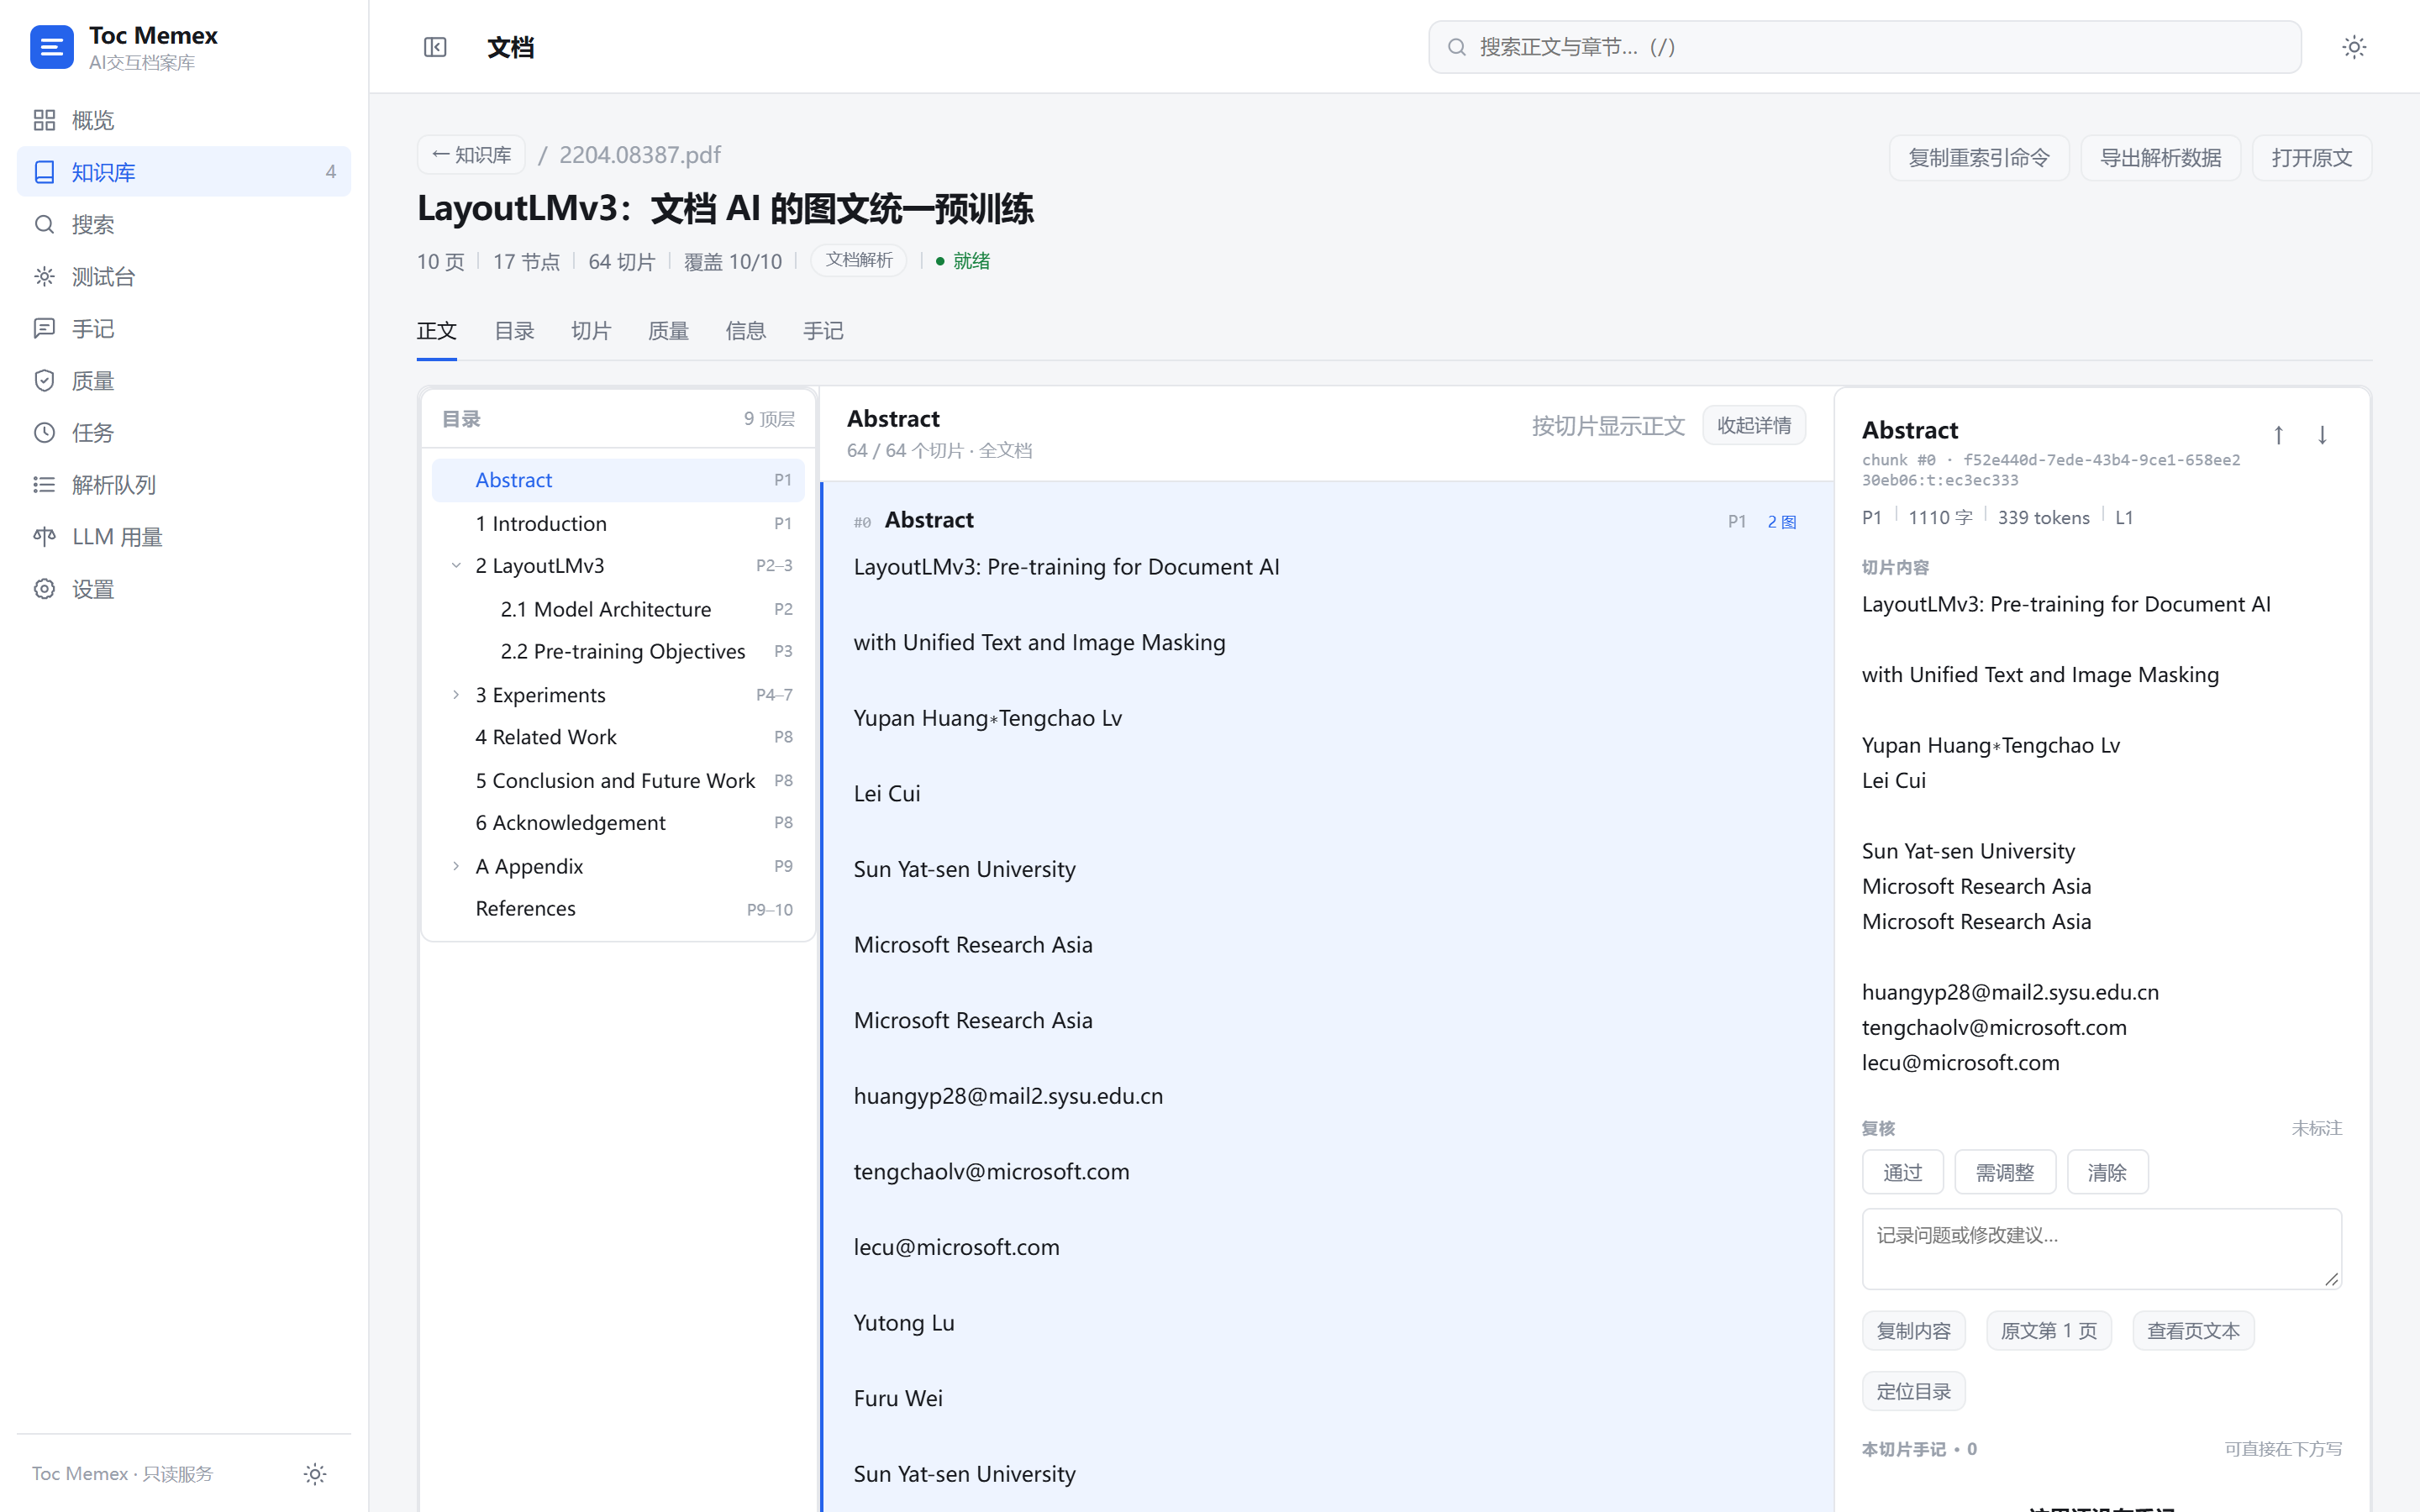 Toc Memex
AI交互档案库
概览
知识库 4
搜索
测试台
手记
质量
任务
解析队列
LLM 用量
设置
Toc Memex · 只读服务
文档
搜索正文与章节... (/)
← 知识库 / 2204.08387.pdf
复制重索引命令
导出解析数据
打开原文
LayoutLMv3：文档 AI 的图文统一预训练
10 页 17 节点 64 切片 覆盖 10/10 文档解析 就绪
正文 目录 切片 质量 信息 手记
目录 9 顶层
Abstract P1
1 Introduction P1
2 LayoutLMv3 P2–3
2.1 Model Architecture P2
2.2 Pre-training Objectives P3
3 Experiments P4–7
4 Related Work P8
5 Conclusion and Future Work P8
6 Acknowledgement P8
A Appendix P9
References P9–10
Abstract
64 / 64 个切片 · 全文档
按切片显示正文 收起详情
#0 Abstract P1 2 图
LayoutLMv3: Pre-training for Document AI
with Unified Text and Image Masking
Yupan Huang∗Tengchao Lv
Lei Cui
Sun Yat-sen University
Microsoft Research Asia
Microsoft Research Asia
huangyp28@mail2.sysu.edu.cn
tengchaolv@microsoft.com
lecu@microsoft.com
Yutong Lu
Furu Wei
Sun Yat-sen University
Abstract ↑ ↓
chunk #0 · f52e440d-7ede-43b4-9ce1-658ee2
30eb06:t:ec3ec333
P1 1110 字 339 tokens L1
切片内容
LayoutLMv3: Pre-training for Document AI
with Unified Text and Image Masking
Yupan Huang∗Tengchao Lv
Lei Cui
Sun Yat-sen University
Microsoft Research Asia
Microsoft Research Asia
huangyp28@mail2.sysu.edu.cn
tengchaolv@microsoft.com
lecu@microsoft.com
复核 未标注
通过 需调整 清除
记录问题或修改建议...
复制内容 原文第 1 页 查看页文本
定位目录
本切片手记 • 0 可直接在下方写